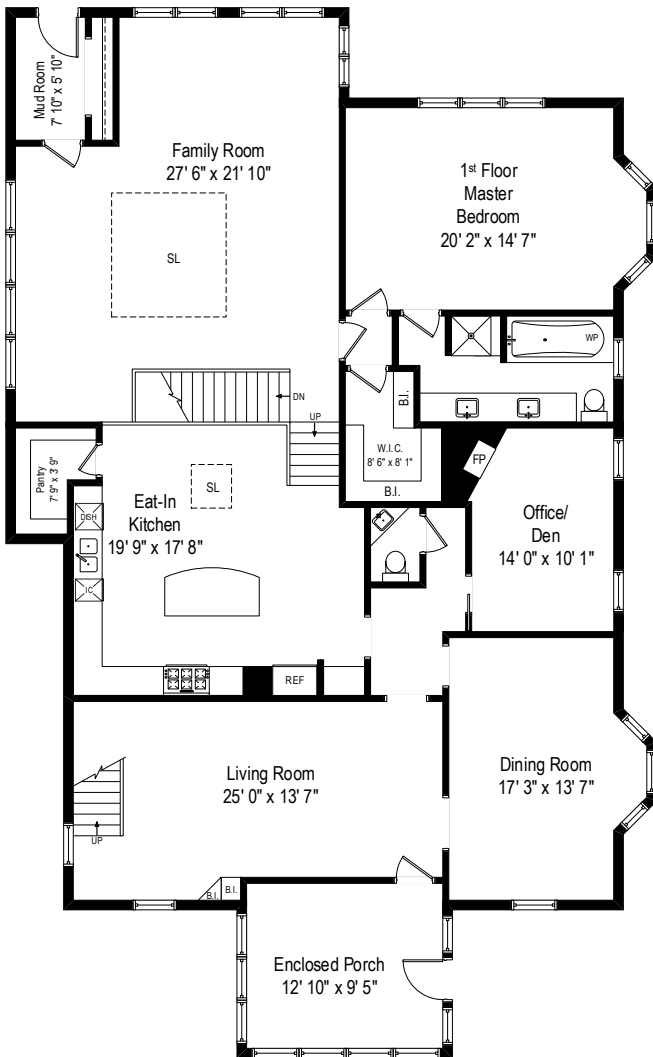 Mud Room
7' 10" x 5' 10"
Family Room
27' 6" x 21' 10"
SL
1st Floor
Master
Bedroom
20' 2" x 14' 7"
WP
DN
UP
B.I.
W.I.C.
8' 6" x 8' 1"
B.I.
FP
Pantry
7' 9" x 3' 9"
SL
Eat-In
Kitchen
19' 9" x 17' 8"
DISH
IC
Office/
Den
14' 0" x 10' 1"
REF
Living Room
25' 0" x 13' 7"
Dining Room
17' 3" x 13' 7"
UP
B.I.
B.I.
Enclosed Porch
12' 10" x 9' 5"